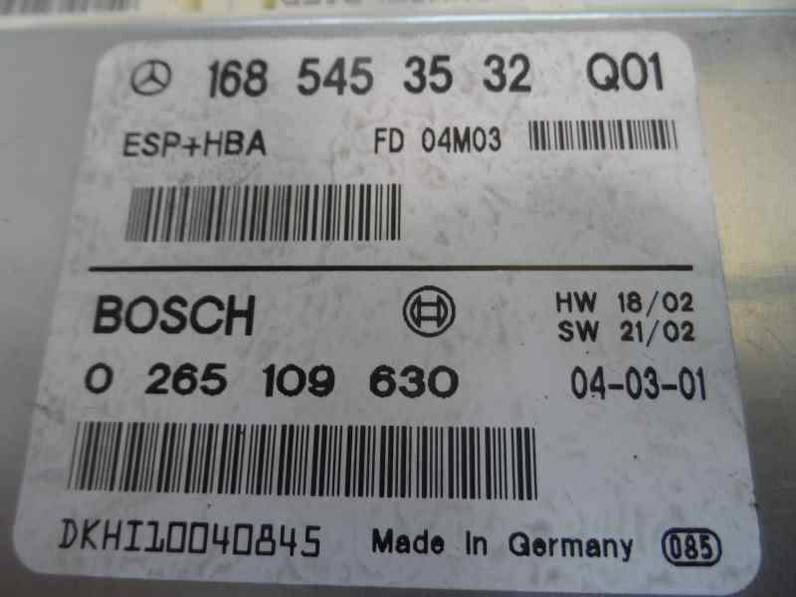 168 545 35 32 Q01
ESP+HBA FD 04M03
BOSCH HW 18/02
SW 21/02
0 265 109 630 04-03-01
DKHI10040845 Made In Germany 085